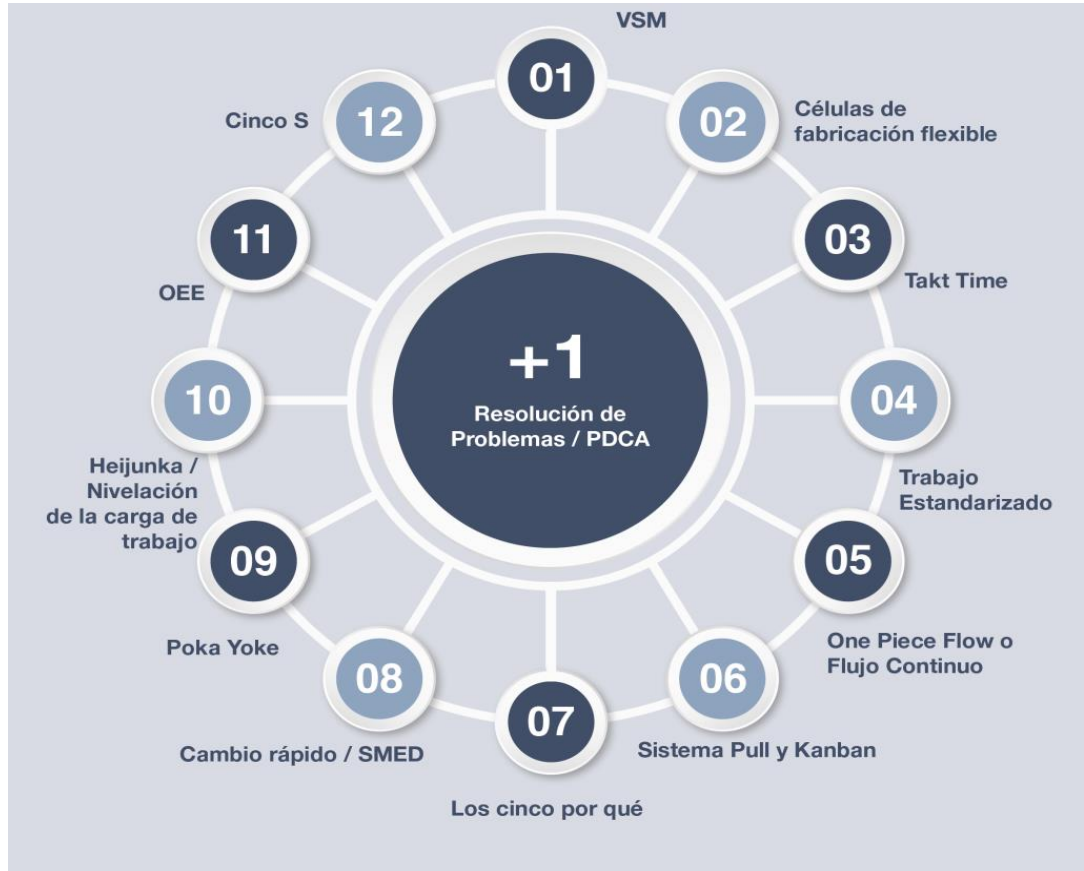 01
VSM
02
Células de
fabricación flexible
03
Takt Time
04
Trabajo
Estandarizado
05
One Piece Flow o
Flujo Continuo
06
Sistema Pull y Kanban
07
Los cinco por qué
08
Cambio rápido / SMED
09
Poka Yoke
10
Heijunka /
Nivelación
de la carga de
trabajo
11
OEE
12
Cinco S
+1
Resolución de
Problemas / PDCA